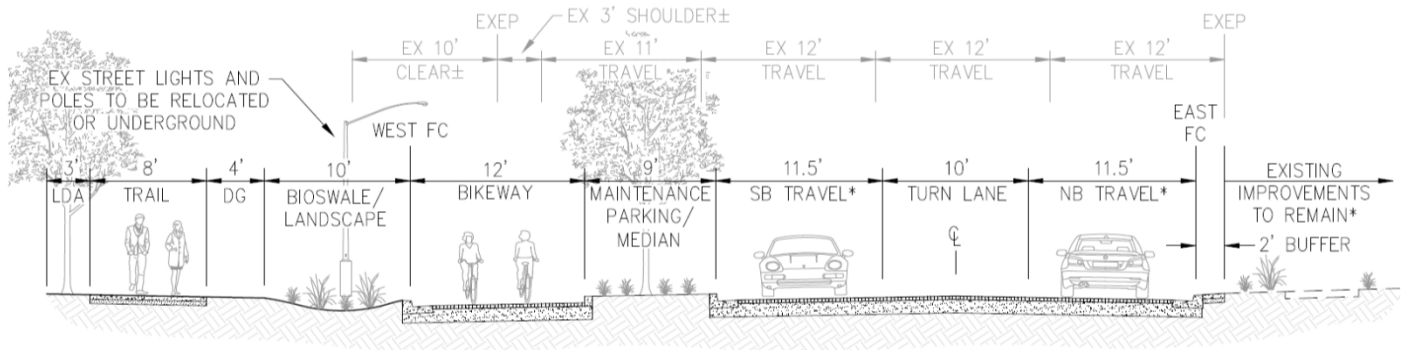 EXEP
EX 3' SHOULDER±
EXEP
EX 10'
EX 11'
EX 12'
EX 12'
EX 12'
CLEAR±
TRAVEL
TRAVEL
TRAVEL
TRAVEL
EX STREET LIGHTS AND
POLES TO BE RELOCATED
OR UNDERGROUND
WEST FC
EAST
FC
3'
8'
4'
10'
12'
9'
11.5'
10'
11.5'
EXISTING
IMPROVEMENTS
TO REMAIN*
LDA
TRAIL
DG
BIOSWALE/
LANDSCAPE
BIKEWAY
MAINTENANCE
PARKING/
MEDIAN
SB TRAVEL*
TURN LANE
NB TRAVEL*
℄
2' BUFFER